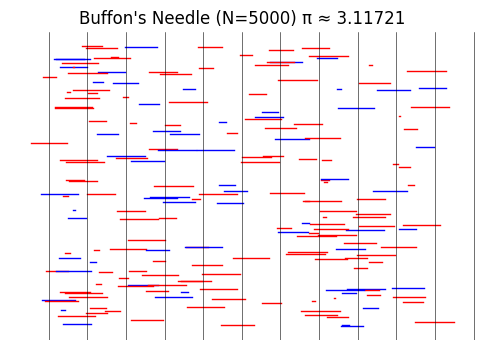 Buffon's Needle (N=5000) π ≈ 3.11721